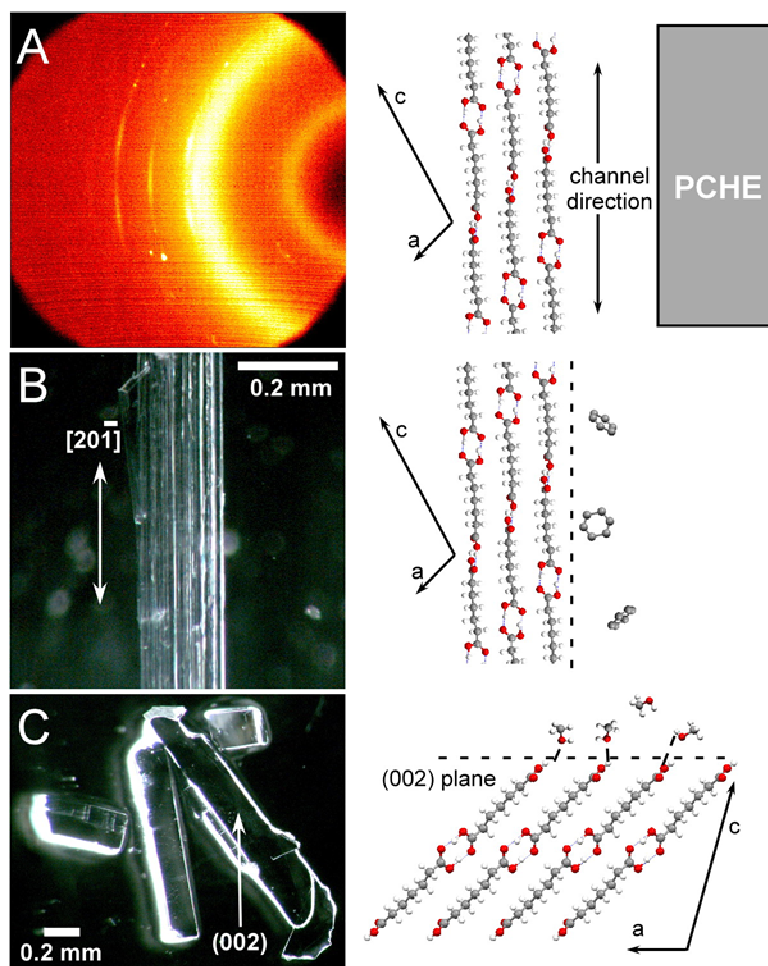 A
c
a
channel
direction
PCHE
B
0.2 mm
[201̅]
c
a
C
(002) plane
c
a
(002)
0.2 mm